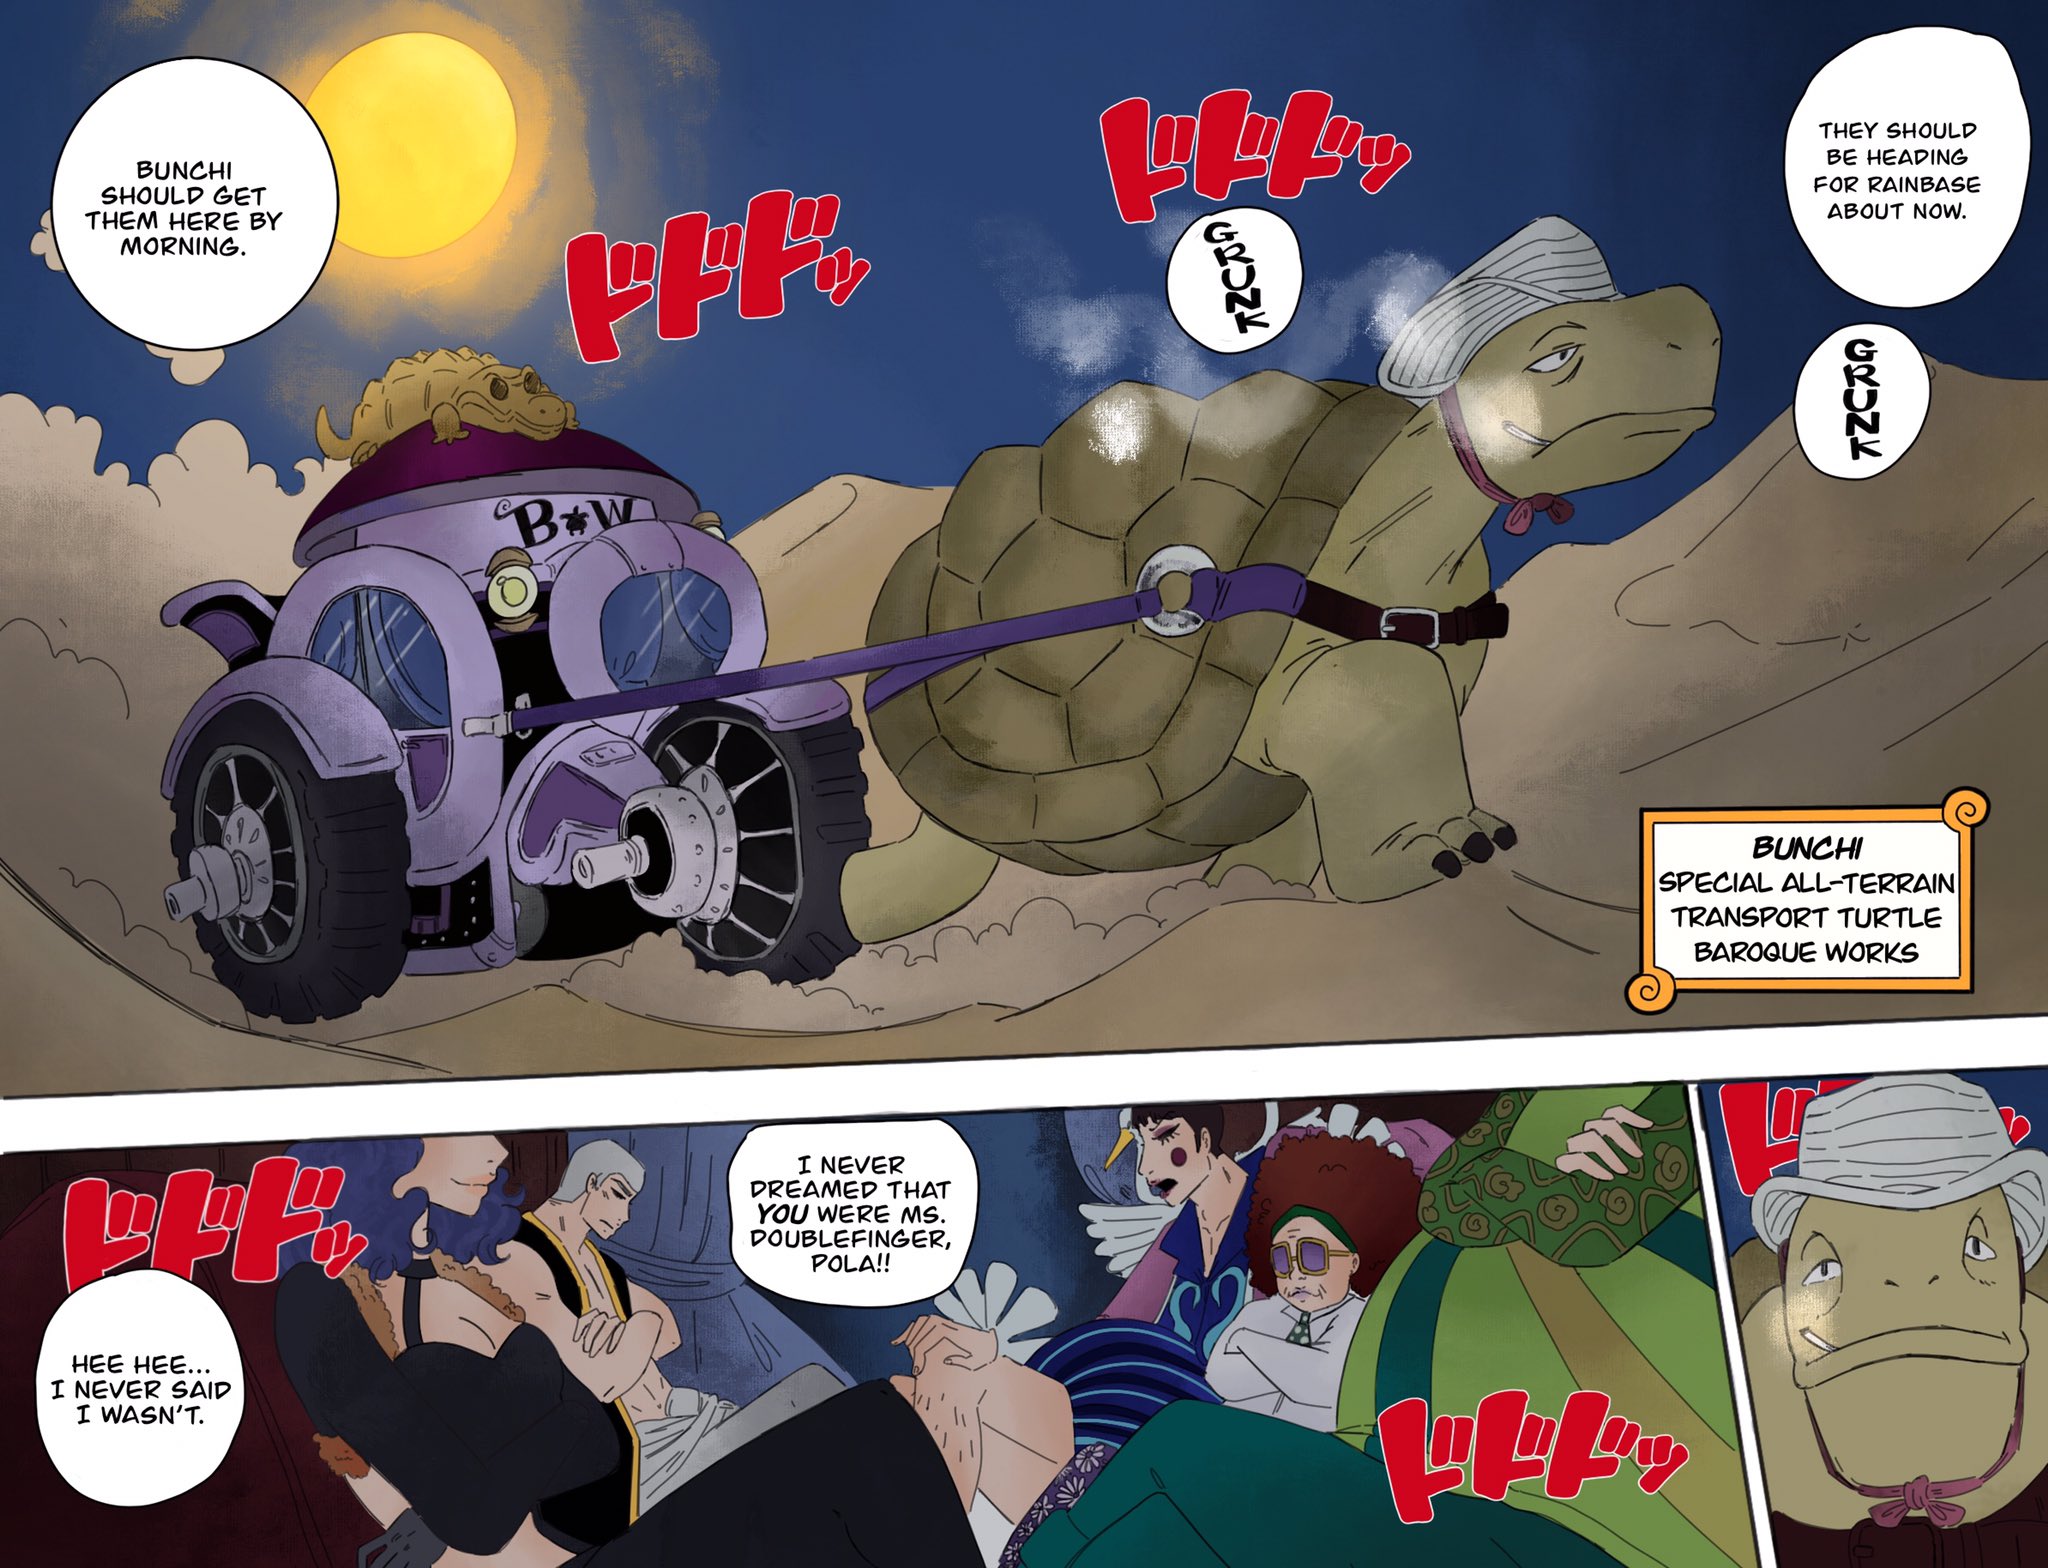 THEY SHOULD
BE HEADING
FOR RAINBASE
ABOUT NOW.
GRUNK
ドドドッ
GRUNK
ドドドッ
BUNCHI
SHOULD GET
THEM HERE BY
MORNING.
B W
BUNCHI
SPECIAL ALL-TERRAIN
TRANSPORT TURTLE
BAROQUE WORKS
I NEVER
DREAMED THAT
YOU WERE MS.
DOUBLEFINGER,
POLA!!
ドドドッ
ドドドッ
HEE HEE...
I NEVER SAID
I WASN'T.